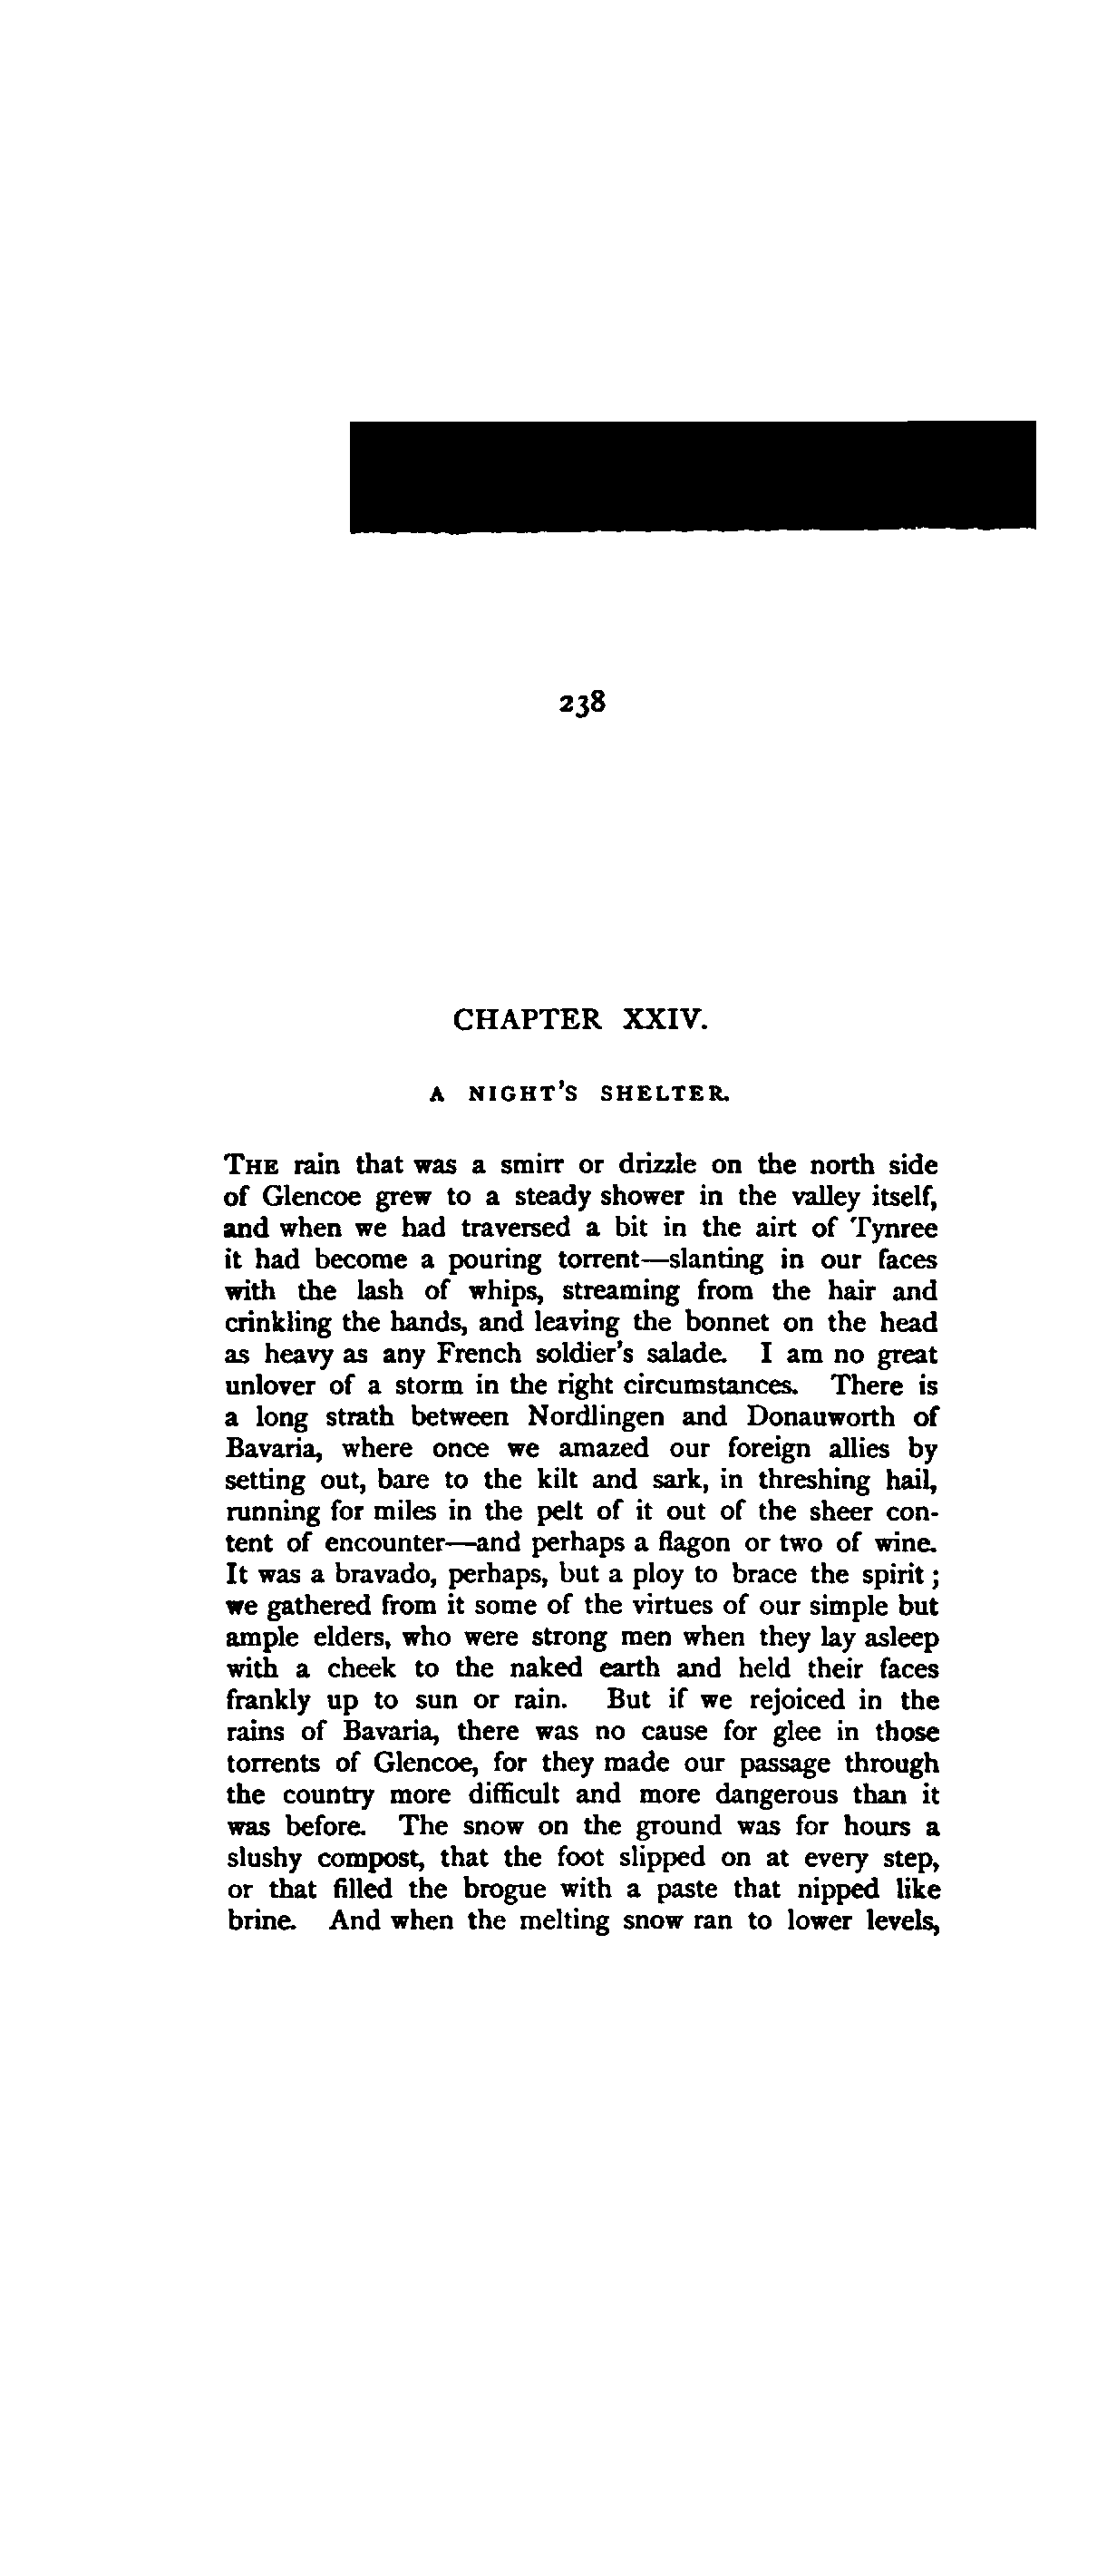 238
CHAPTER XXIV.
A NIGHT'S SHELTER.
THE rain that was a smirr or drizzle on the north side
of Glencoe grew to a steady shower in the valley itself,
and when we had traversed a bit in the airt of Tynree
it had become a pouring torrent—slanting in our faces
with the lash of whips, streaming from the hair and
crinkling the hands, and leaving the bonnet on the head
as heavy as any French soldier's salade. I am no great
unlover of a storm in the right circumstances. There is
a long strath between Nordlingen and Donauworth of
Bavaria, where once we amazed our foreign allies by
setting out, bare to the kilt and sark, in threshing hail,
running for miles in the pelt of it out of the sheer con-
tent of encounter—and perhaps a flagon or two of wine.
It was a bravado, perhaps, but a ploy to brace the spirit ;
we gathered from it some of the virtues of our simple but
ample elders, who were strong men when they lay asleep
with a cheek to the naked earth and held their faces
frankly up to sun or rain. But if we rejoiced in the
rains of Bavaria, there was no cause for glee in those
torrents of Glencoe, for they made our passage through
the country more difficult and more dangerous than it
was before. The snow on the ground was for hours a
slushy compost, that the foot slipped on at every step,
or that filled the brogue with a paste that nipped like
brine. And when the melting snow ran to lower levels,